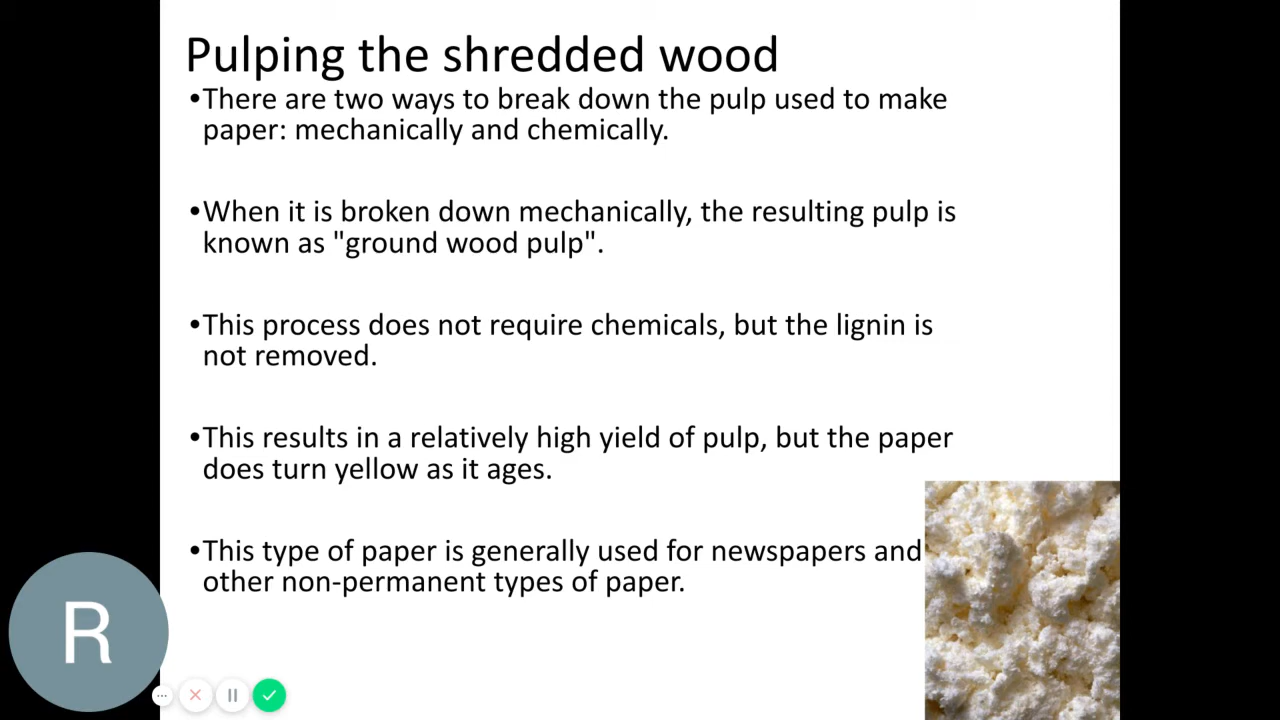 Pulping the shredded wood
•There are two ways to break down the pulp used to make
paper: mechanically and chemically.
•When it is broken down mechanically, the resulting pulp is
known as "ground wood pulp".
•This process does not require chemicals, but the lignin is
not removed.
•This results in a relatively high yield of pulp, but the paper
does turn yellow as it ages.
•This type of paper is generally used for newspapers and
other non-permanent types of paper.
R